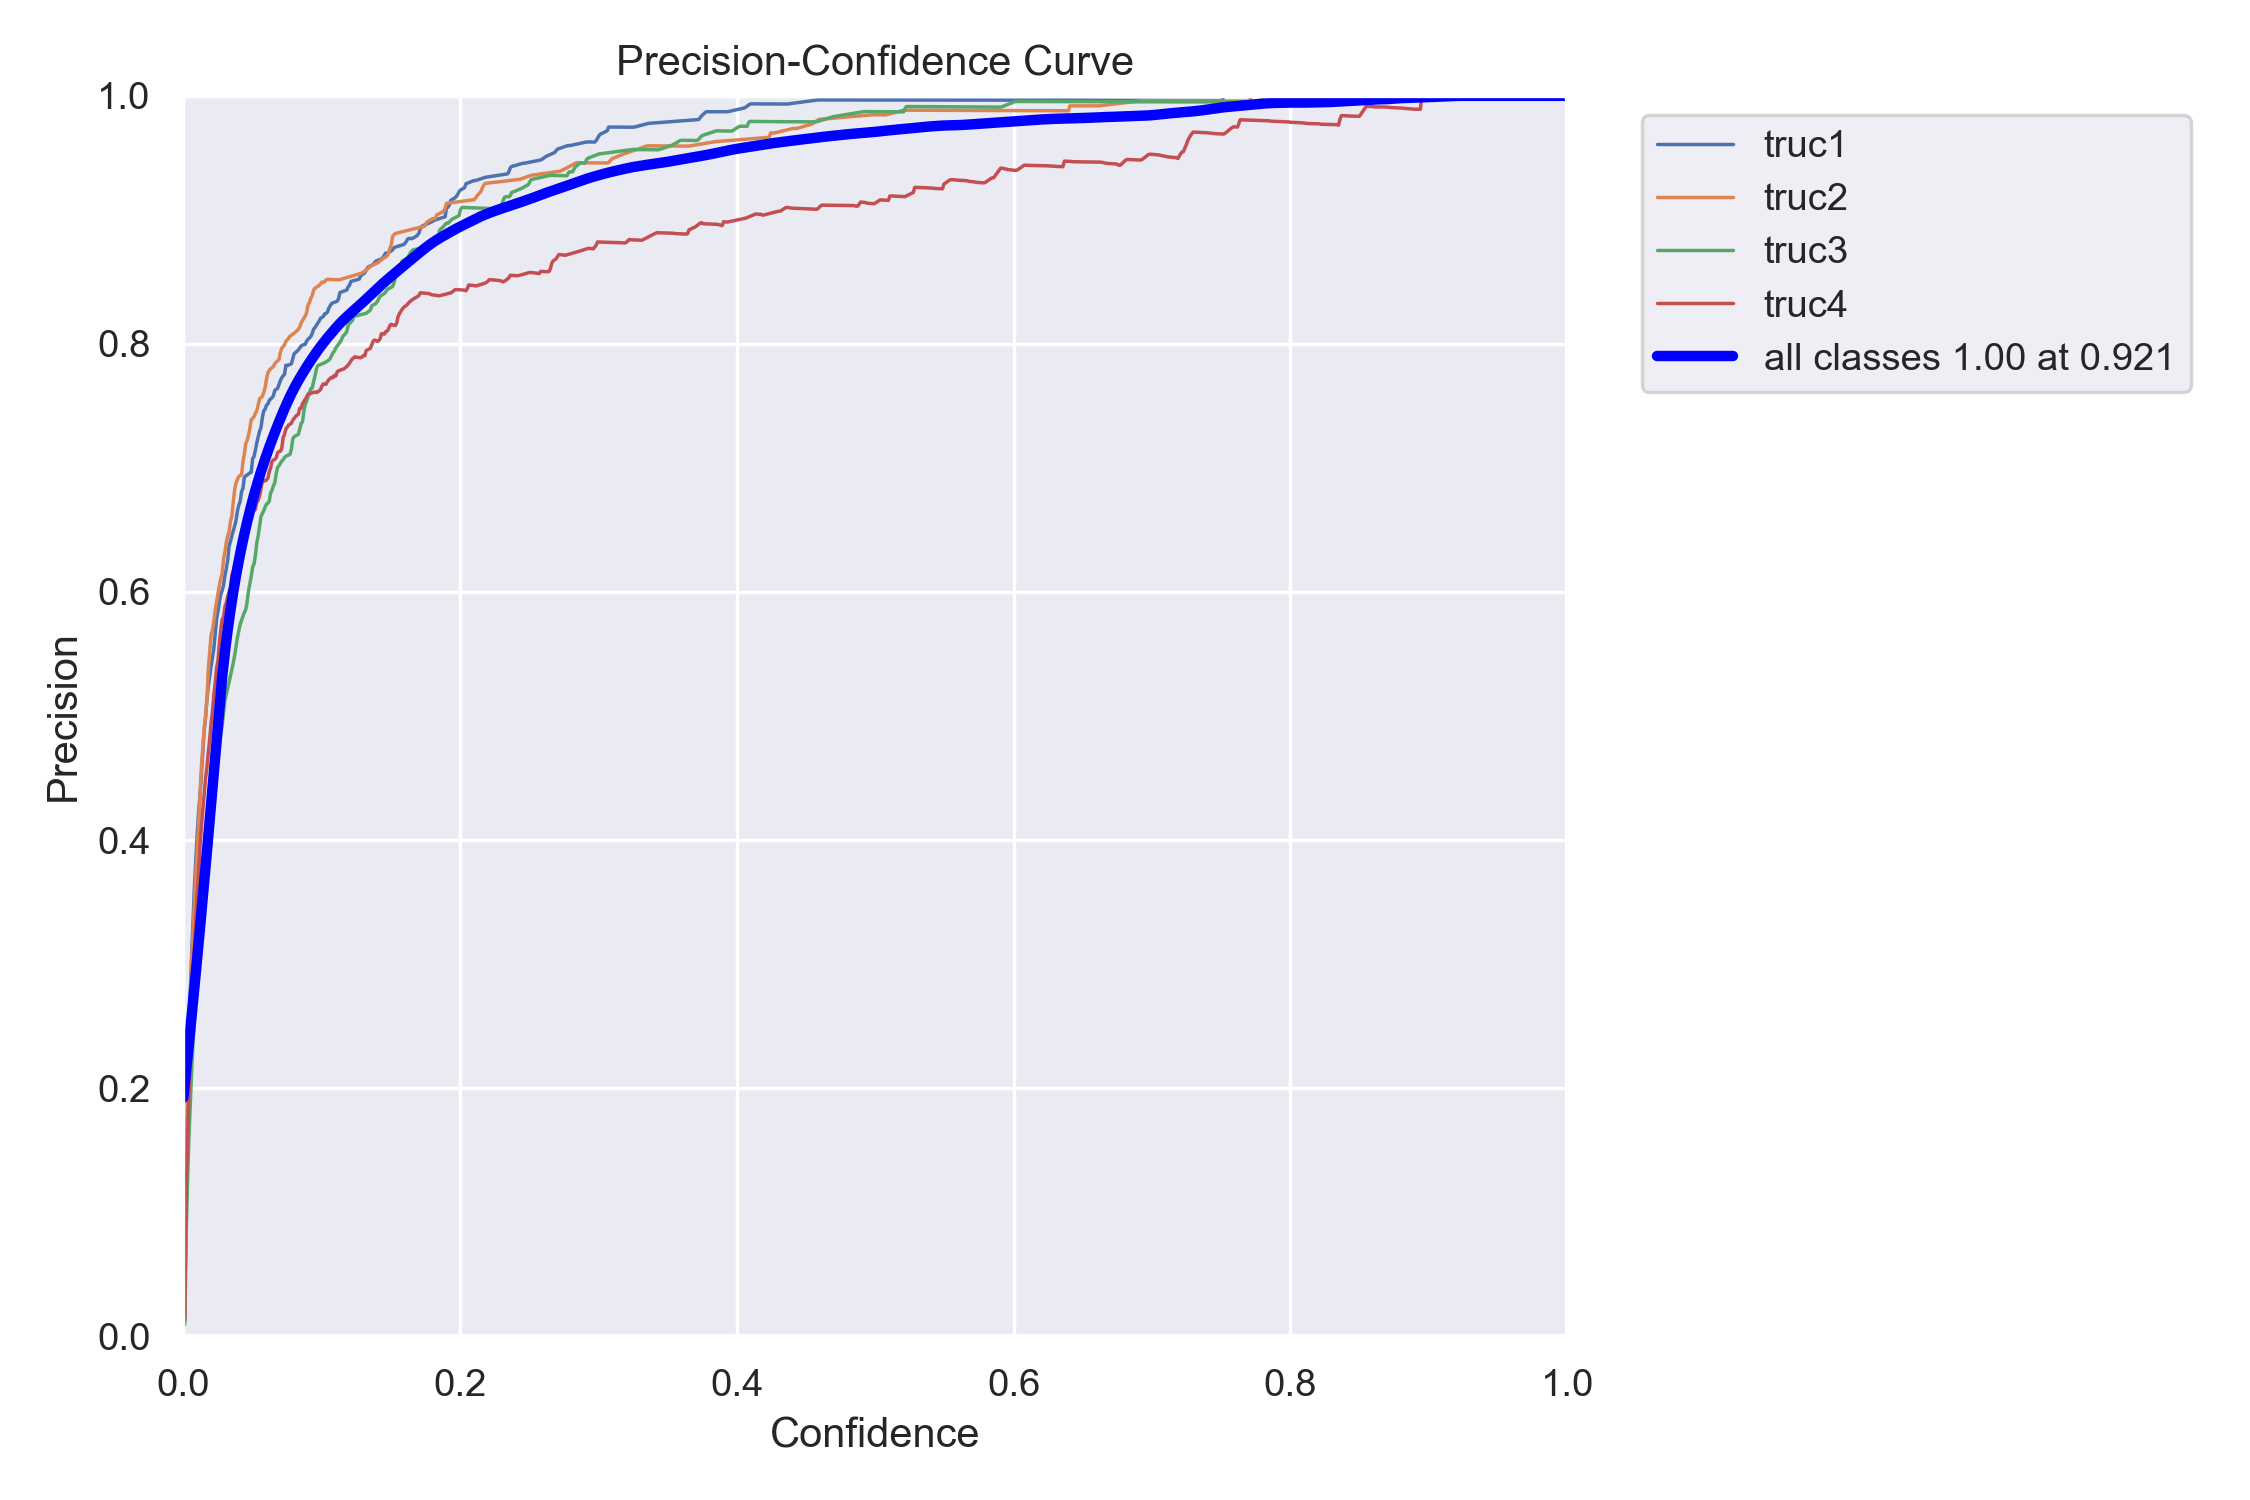 Precision-Confidence Curve
1.0
0.8
0.6
0.4
0.2
0.0
Precision
0.0 0.2 0.4 0.6 0.8 1.0
Confidence
truc1
truc2
truc3
truc4
all classes 1.00 at 0.921